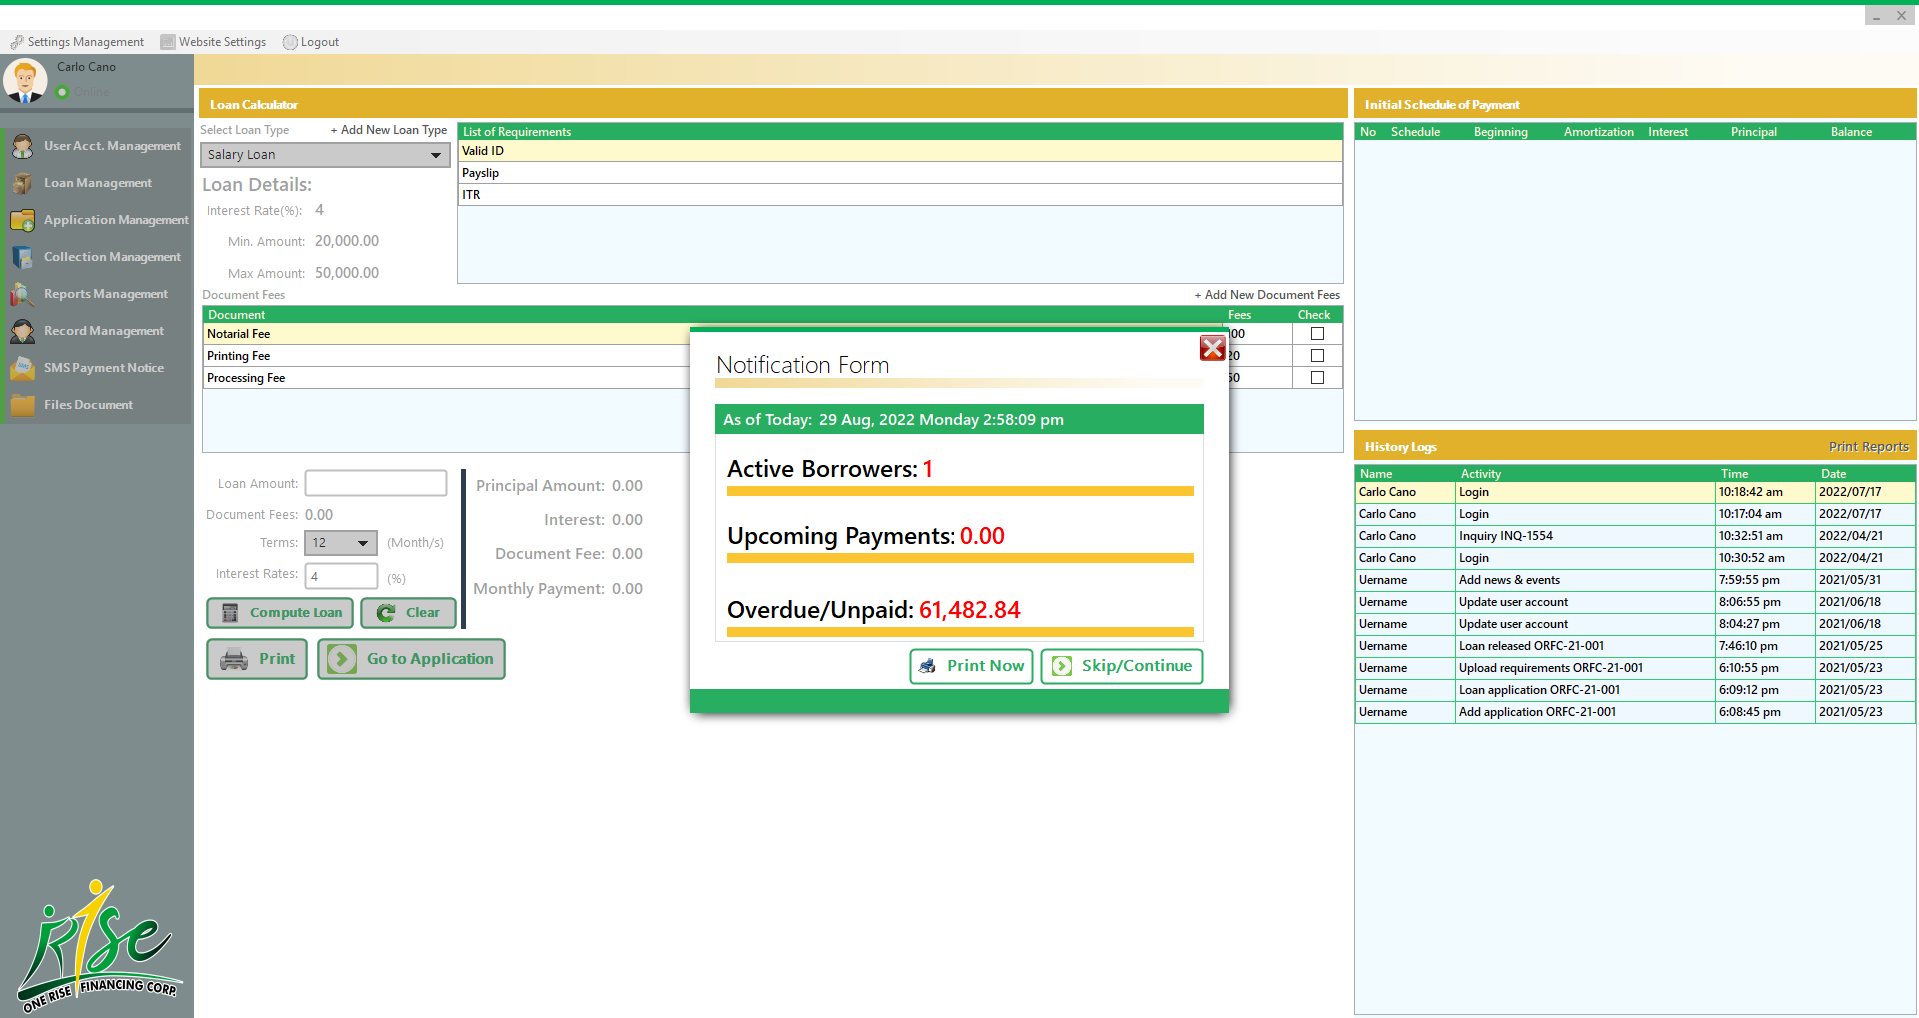 Settings Management Website Settings Logout
Carlo Cano
Online
User Acct. Management
Loan Management
Application Management
Collection Management
Reports Management
Record Management
SMS Payment Notice
Files Document
RISE
ONE RISE FINANCING CORP.
Loan Calculator
Select Loan Type + Add New Loan Type
Salary Loan
Loan Details:
Interest Rate(%): 4
Min. Amount: 20,000.00
Max Amount: 50,000.00
List of Requirements
Valid ID
Payslip
ITR
Document Fees + Add New Document Fees
Document Fees Check
Notarial Fee
Printing Fee
Processing Fee
Loan Amount:
Document Fees: 0.00
Terms: 12 (Month/s)
Interest Rates: 4 (%)
Compute Loan Clear
Print Go to Application
Principal Amount: 0.00
Interest: 0.00
Document Fee: 0.00
Monthly Payment: 0.00
Notification Form
As of Today: 29 Aug, 2022 Monday 2:58:09 pm
Active Borrowers: 1
Upcoming Payments: 0.00
Overdue/Unpaid: 61,482.84
Print Now Skip/Continue
Initial Schedule of Payment
No Schedule Beginning Amortization Interest Principal Balance
History Logs Print Reports
Name Activity Time Date
Carlo Cano Login 10:18:42 am 2022/07/17
Carlo Cano Login 10:17:04 am 2022/07/17
Carlo Cano Inquiry INQ-1554 10:32:51 am 2022/04/21
Carlo Cano Login 10:30:52 am 2022/04/21
Uername Add news & events 7:59:55 pm 2021/05/31
Uername Update user account 8:06:55 pm 2021/06/18
Uername Update user account 8:04:27 pm 2021/06/18
Uername Loan released ORFC-21-001 7:46:10 pm 2021/05/25
Uername Upload requirements ORFC-21-001 6:10:55 pm 2021/05/23
Uername Loan application ORFC-21-001 6:09:12 pm 2021/05/23
Uername Add application ORFC-21-001 6:08:45 pm 2021/05/23